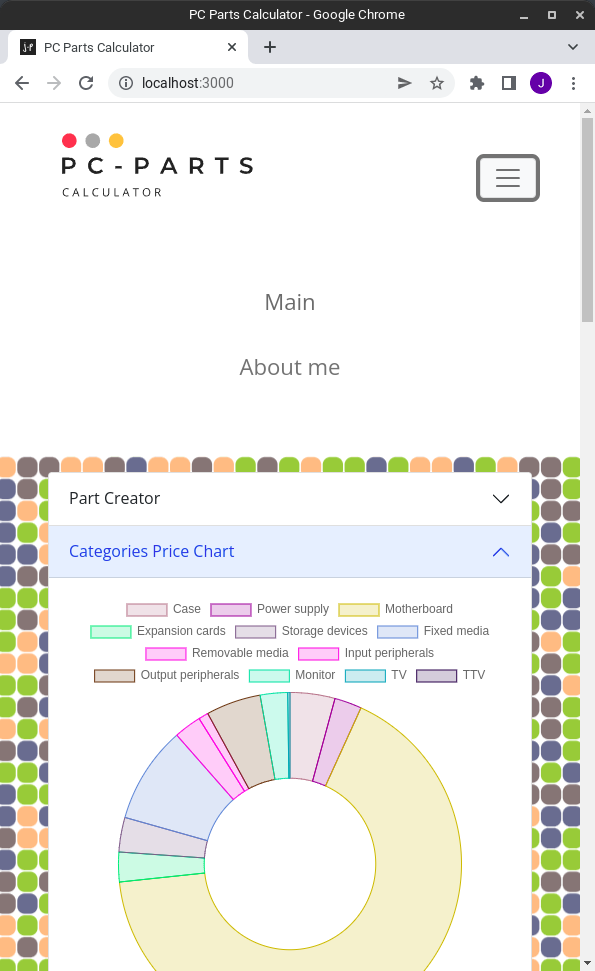 PC Parts Calculator - Google Chrome
PC Parts Calculator
localhost:3000
J
PC-PARTS
CALCULATOR
Main
About me
Part Creator
Categories Price Chart
Case Power supply Motherboard
Expansion cards Storage devices Fixed media
Removable media Input peripherals
Output peripherals Monitor TV TTV